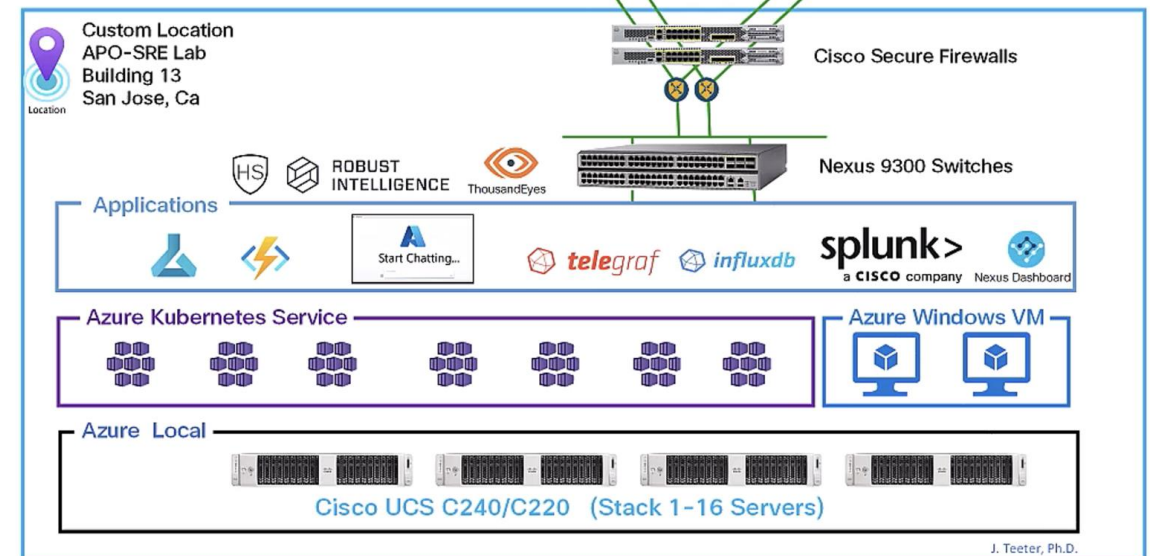 Custom Location
APO-SRE Lab
Building 13
San Jose, Ca
Location
Cisco Secure Firewalls
Nexus 9300 Switches
HS
ROBUST
INTELLIGENCE
ThousandEyes
Applications
Start Chatting...
telegraf
influxdb
splunk>
a CISCO company
Nexus Dashboard
Azure Kubernetes Service
Azure Windows VM
Azure Local
Cisco UCS C240/C220 (Stack 1-16 Servers)
J. Teeter, Ph.D.